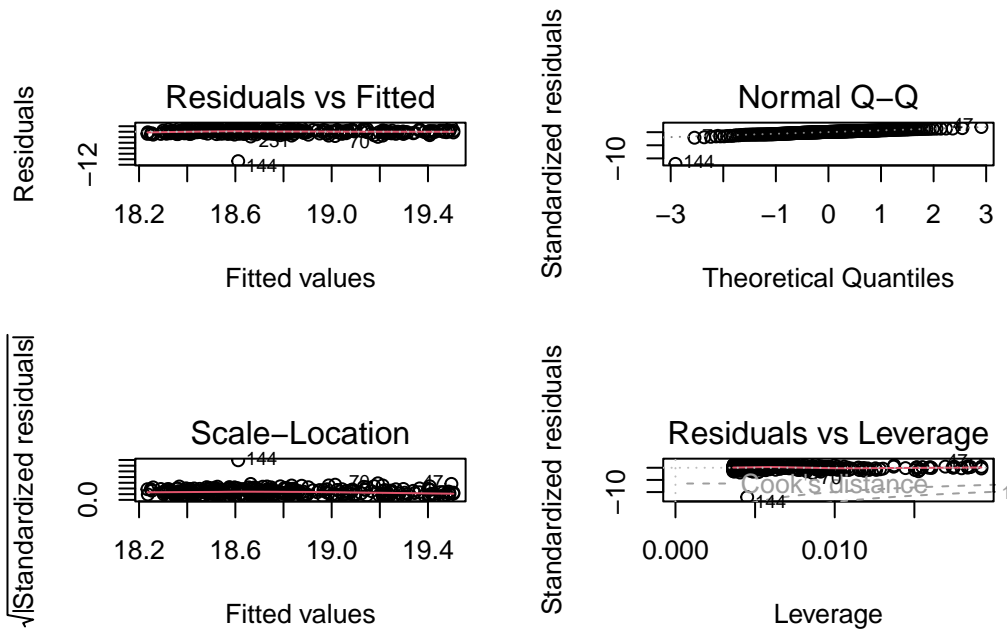 Residuals vs Fitted
Residuals
−12
231
70
144
18.2 18.6 19.0 19.4
Fitted values
Normal Q−Q
Standardized residuals
−10
47
144
−3 −1 0 1 2 3
Theoretical Quantiles
Scale−Location
√|Standardized residuals|
0.0
144
70
47
18.2 18.6 19.0 19.4
Fitted values
Residuals vs Leverage
Standardized residuals
−10
47
70
Cook's distance
144
1
0.000 0.010
Leverage